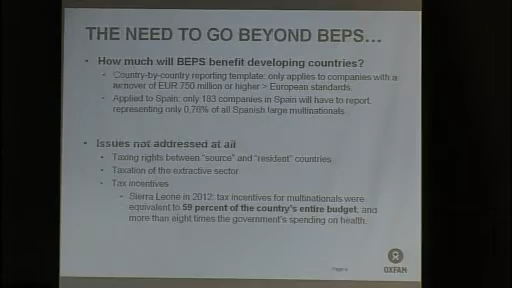 THE NEED TO GO BEYOND BEPS...
How much will BEPS benefit developing countries?
Country-by-country reporting template: only applies to companies with a
turnover of EUR 750 million or higher > European standards.
Applied to Spain: only 183 companies in Spain will have to report,
representing only 0,76% of all Spanish large multinationals.
Issues not addressed at all
Taxing rights between "source" and "resident" countries
Taxation of the extractive sector
Tax incentives
Sierra Leone in 2012: tax incentives for multinationals were
equivalent to 59 percent of the country's entire budget, and
more than eight times the government's spending on health.
Page
OXFAM